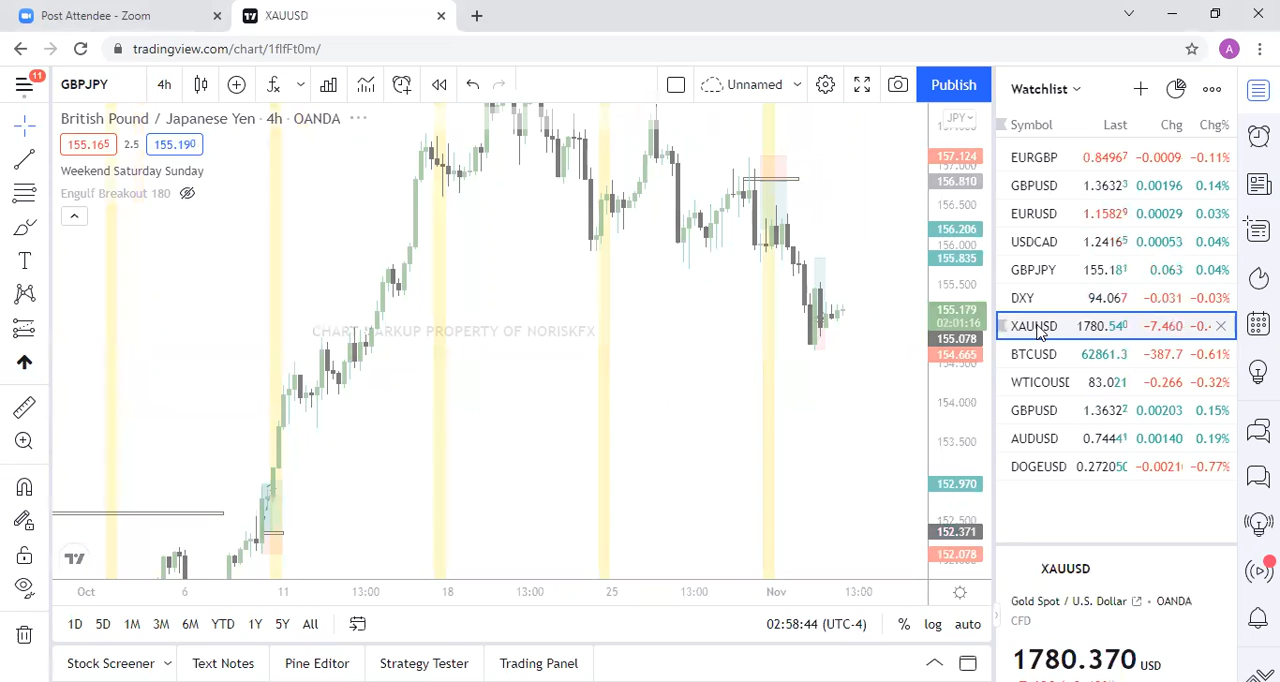 Post Attendee - Zoom
XAUUSD
tradingview.com/chart/1flfFt0m/
A
11
GBPJPY
4h
Unnamed
Publish
Watchlist
British Pound / Japanese Yen · 4h · OANDA
JPY
155.165
2.5
155.190
Weekend Saturday Sunday
Engulf Breakout 180
CHART MARKUP PROPERTY OF NORISKFX
157.124
157.000
156.810
156.500
156.206
156.000
155.835
155.500
155.179
02:01:16
155.078
154.665
154.500
154.000
153.500
152.970
152.500
152.371
152.078
Oct
6
11
13:00
18
13:00
25
13:00
Nov
13:00
1D
5D
1M
3M
6M
YTD
1Y
5Y
All
02:58:44 (UTC-4)
%
log
auto
Stock Screener
Text Notes
Pine Editor
Strategy Tester
Trading Panel
Symbol Last Chg Chg%
EURGBP 0.84967 −0.0009 −0.11%
GBPUSD 1.36323 0.00196 0.14%
EURUSD 1.15829 0.00029 0.03%
USDCAD 1.24165 0.00053 0.04%
GBPJPY 155.181 0.063 0.04%
DXY 94.067 −0.031 −0.03%
XAUUSD 1780.540 −7.460 −0.
BTCUSD 62861.3 −387.7 −0.61%
WTICOUSD 83.021 −0.266 −0.32%
GBPUSD 1.36322 0.00203 0.15%
AUDUSD 0.74441 0.00140 0.19%
DOGEUSD 0.27205 −0.0021 −0.77%
XAUUSD
Gold Spot / U.S. Dollar · OANDA
CFD
1780.370 USD